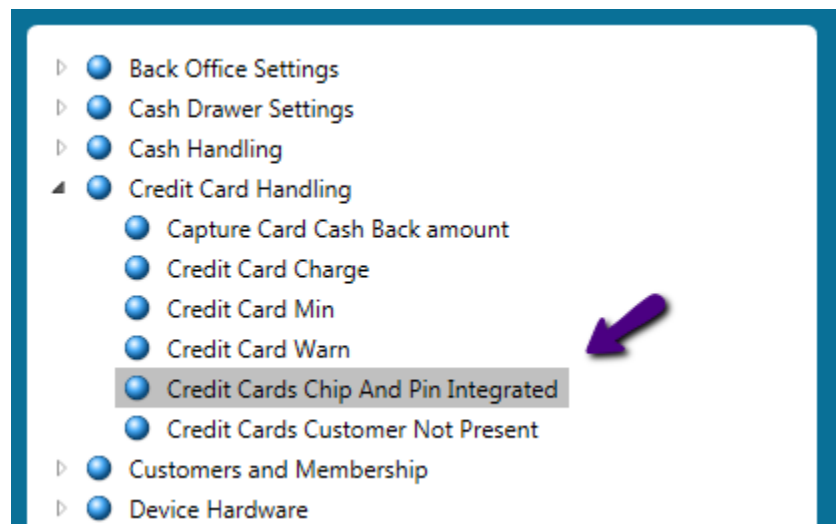 Back Office Settings
Cash Drawer Settings
Cash Handling
Credit Card Handling
Capture Card Cash Back amount
Credit Card Charge
Credit Card Min
Credit Card Warn
Credit Cards Chip And Pin Integrated
Credit Cards Customer Not Present
Customers and Membership
Device Hardware